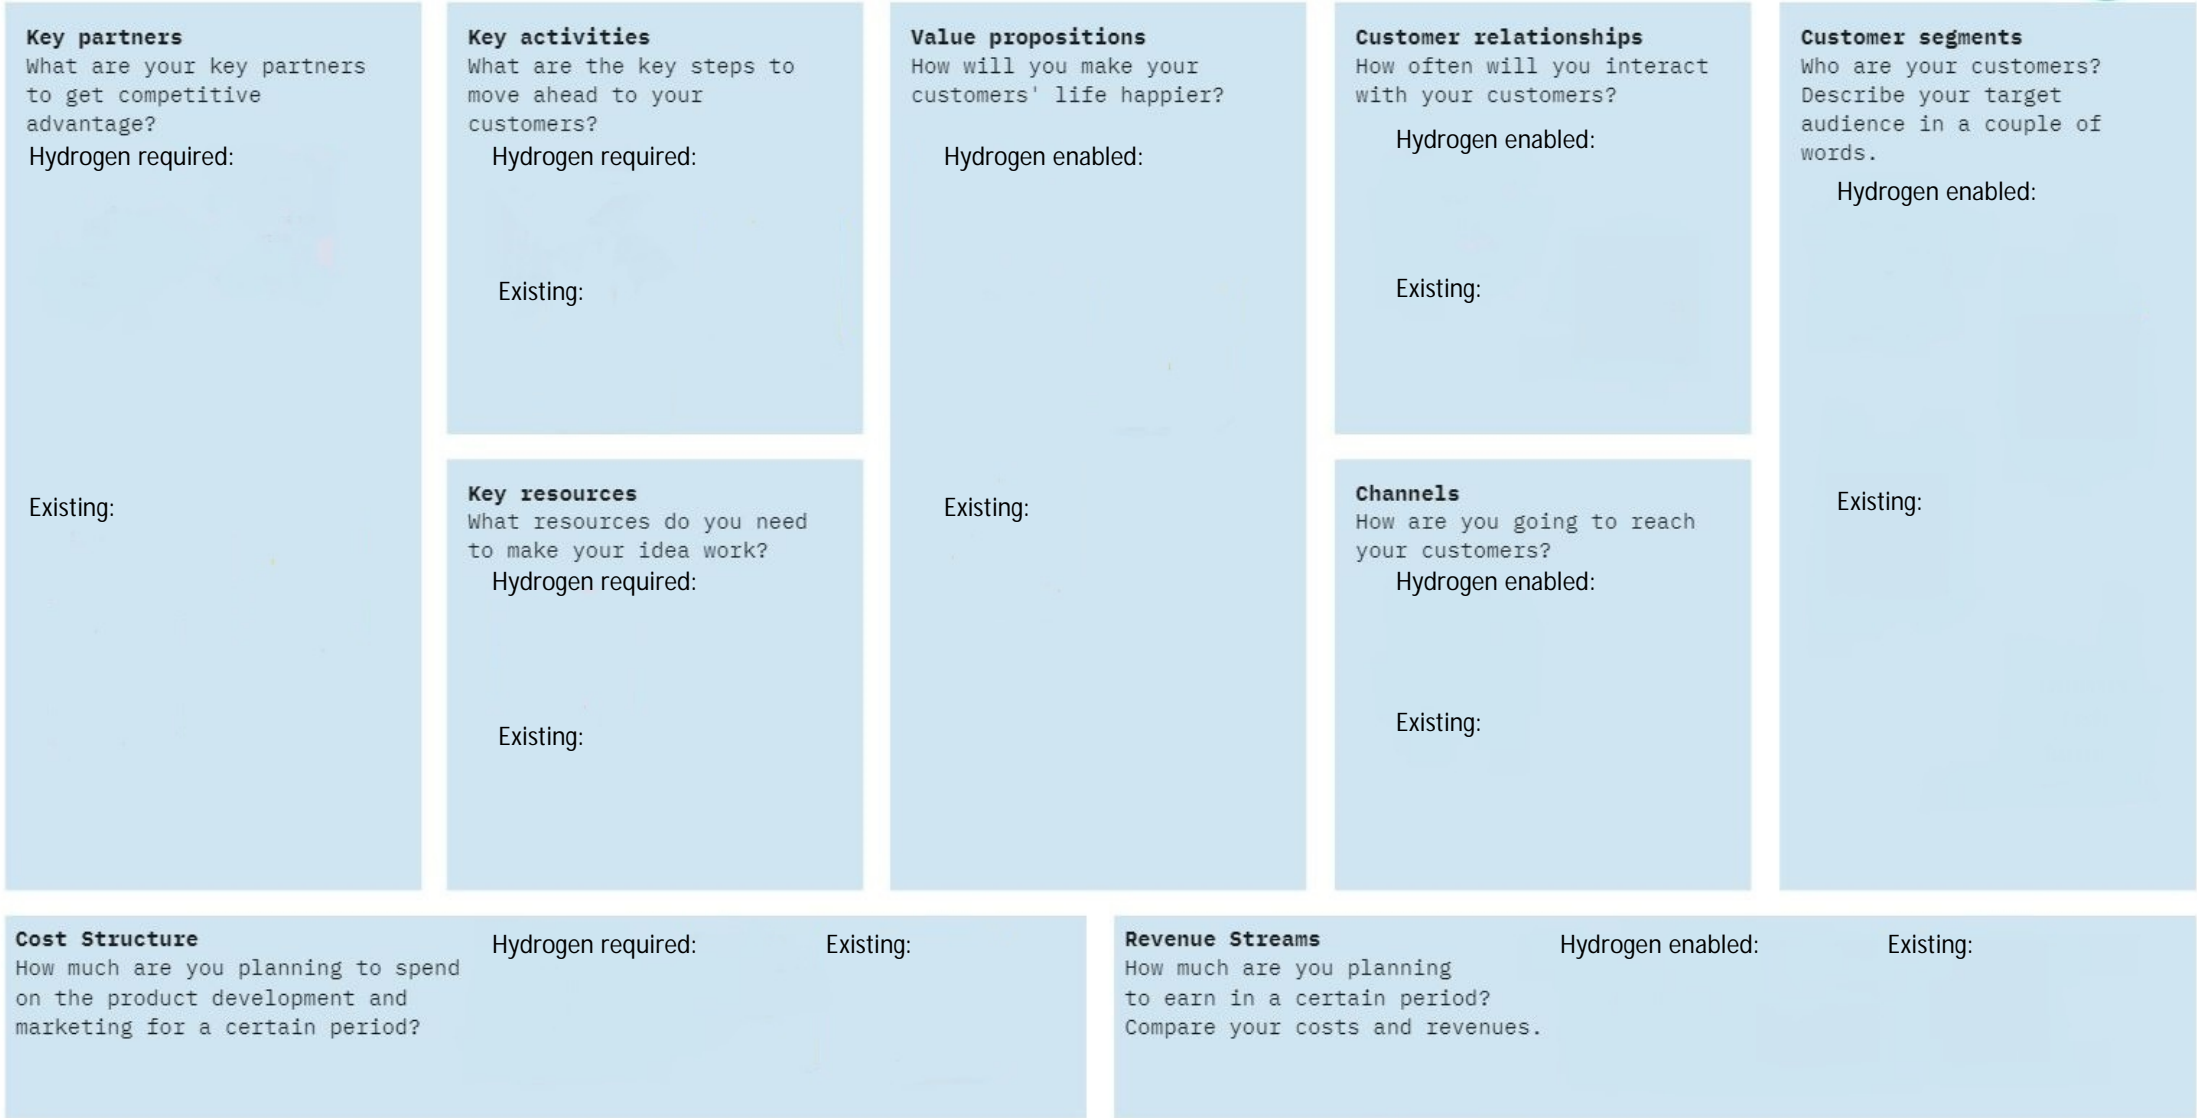 Key partners
What are your key partners
to get competitive
advantage?
Hydrogen required:
Existing:
Key activities
What are the key steps to
move ahead to your
customers?
Hydrogen required:
Existing:
Key resources
What resources do you need
to make your idea work?
Hydrogen required:
Existing:
Value propositions
How will you make your
customers' life happier?
Hydrogen enabled:
Existing:
Customer relationships
How often will you interact
with your customers?
Hydrogen enabled:
Existing:
Channels
How are you going to reach
your customers?
Hydrogen enabled:
Existing:
Customer segments
Who are your customers?
Describe your target
audience in a couple of
words.
Hydrogen enabled:
Existing:
Cost Structure
How much are you planning to spend
on the product development and
marketing for a certain period?
Hydrogen required:
Existing:
Revenue Streams
How much are you planning
to earn in a certain period?
Compare your costs and revenues.
Hydrogen enabled:
Existing: